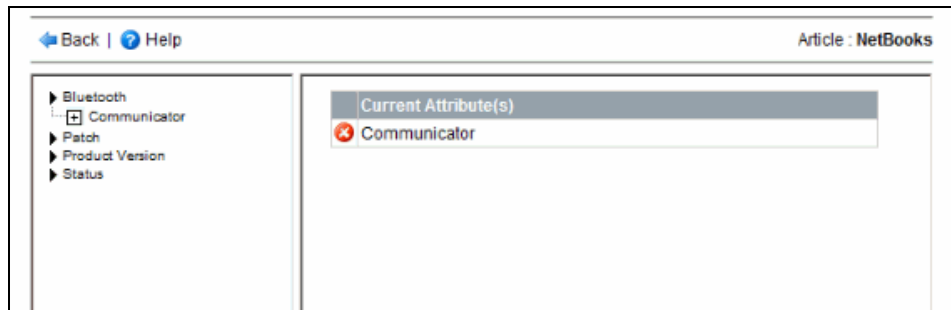 Back | Help Article : NetBooks
Bluetooth
Communicator
Patch
Product Version
Status
Current Attribute(s)
Communicator